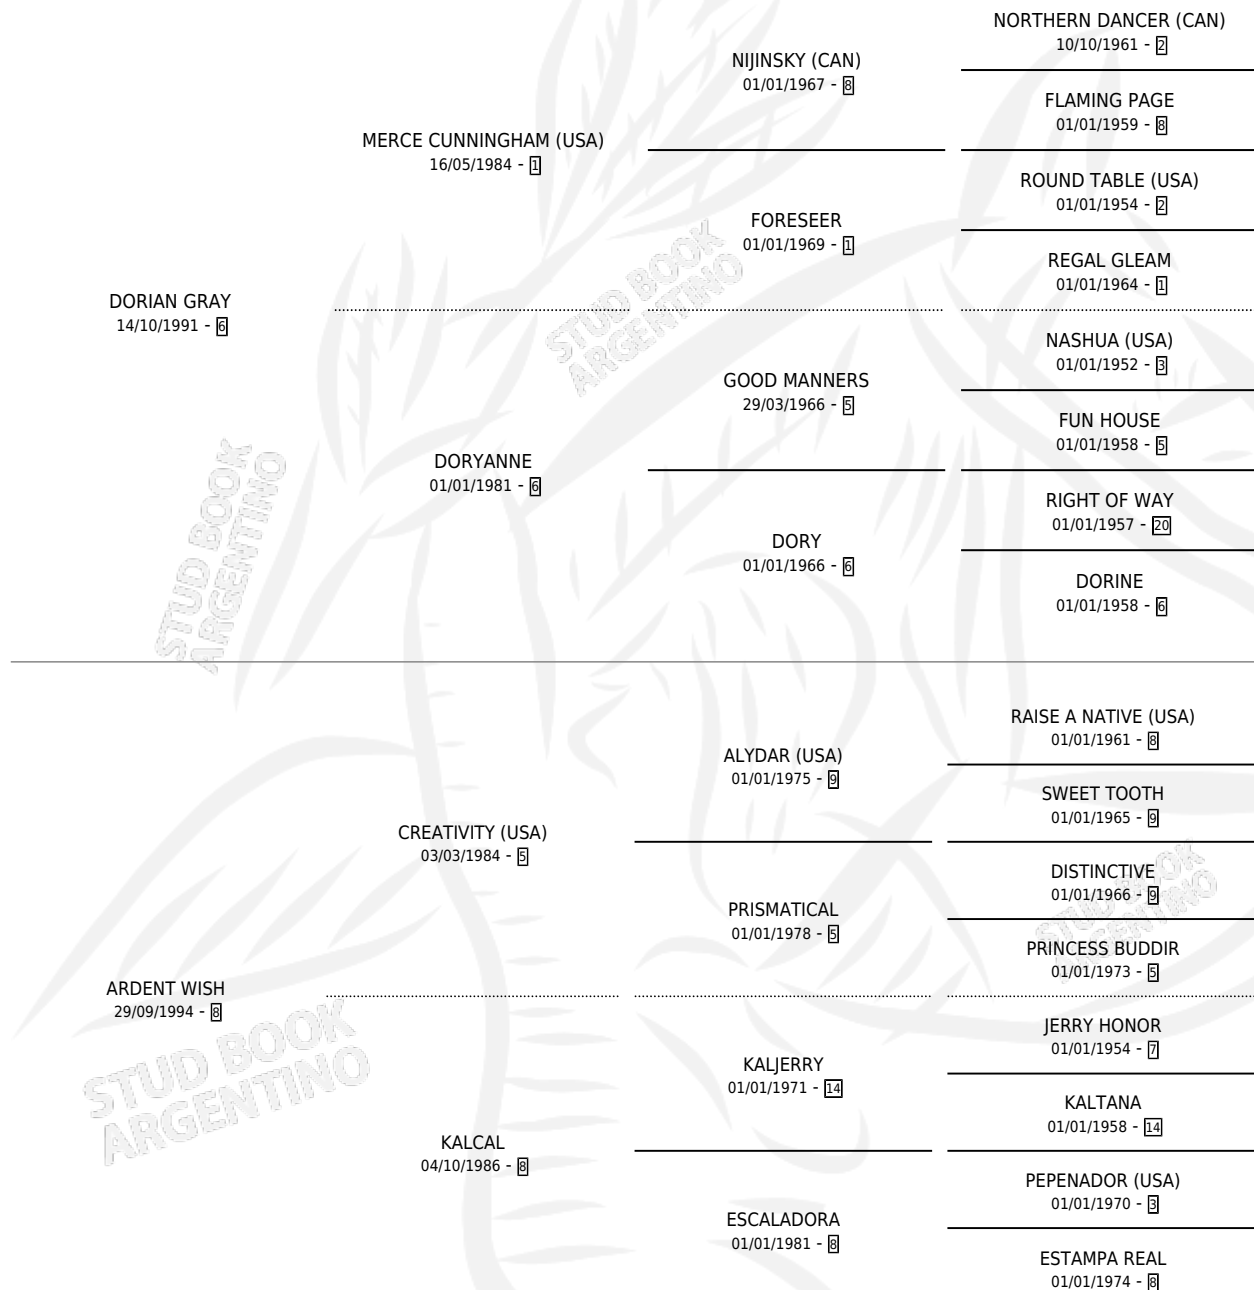 NORTHERN DANCER (CAN)
10/10/1961 - 2
NIJINSKY (CAN)
01/01/1967 - 8
FLAMING PAGE
01/01/1959 - 8
MERCE CUNNINGHAM (USA)
16/05/1984 - 1
ROUND TABLE (USA)
01/01/1954 - 2
FORESEER
01/01/1969 - 1
REGAL GLEAM
01/01/1964 - 1
DORIAN GRAY
14/10/1991 - 6
NASHUA (USA)
01/01/1952 - 3
GOOD MANNERS
29/03/1966 - 5
FUN HOUSE
01/01/1958 - 5
DORYANNE
01/01/1981 - 6
RIGHT OF WAY
01/01/1957 - 20
DORY
01/01/1966 - 6
DORINE
01/01/1958 - 6
STUD BOOK
ARGENTINO
STUD BOOK
ARGENTINO
RAISE A NATIVE (USA)
01/01/1961 - 8
ALYDAR (USA)
01/01/1975 - 9
SWEET TOOTH
01/01/1965 - 9
CREATIVITY (USA)
03/03/1984 - 5
DISTINCTIVE
01/01/1966 - 9
PRISMATICAL
01/01/1978 - 5
PRINCESS BUDDIR
01/01/1973 - 5
ARDENT WISH
29/09/1994 - 8
JERRY HONOR
01/01/1954 - 7
KALJERRY
01/01/1971 - 14
KALTANA
01/01/1958 - 14
KALCAL
04/10/1986 - 8
PEPENADOR (USA)
01/01/1970 - 3
ESCALADORA
01/01/1981 - 8
ESTAMPA REAL
01/01/1974 - 8
STUD BOOK
ARGENTINO
STUD BOOK
ARGENTINO